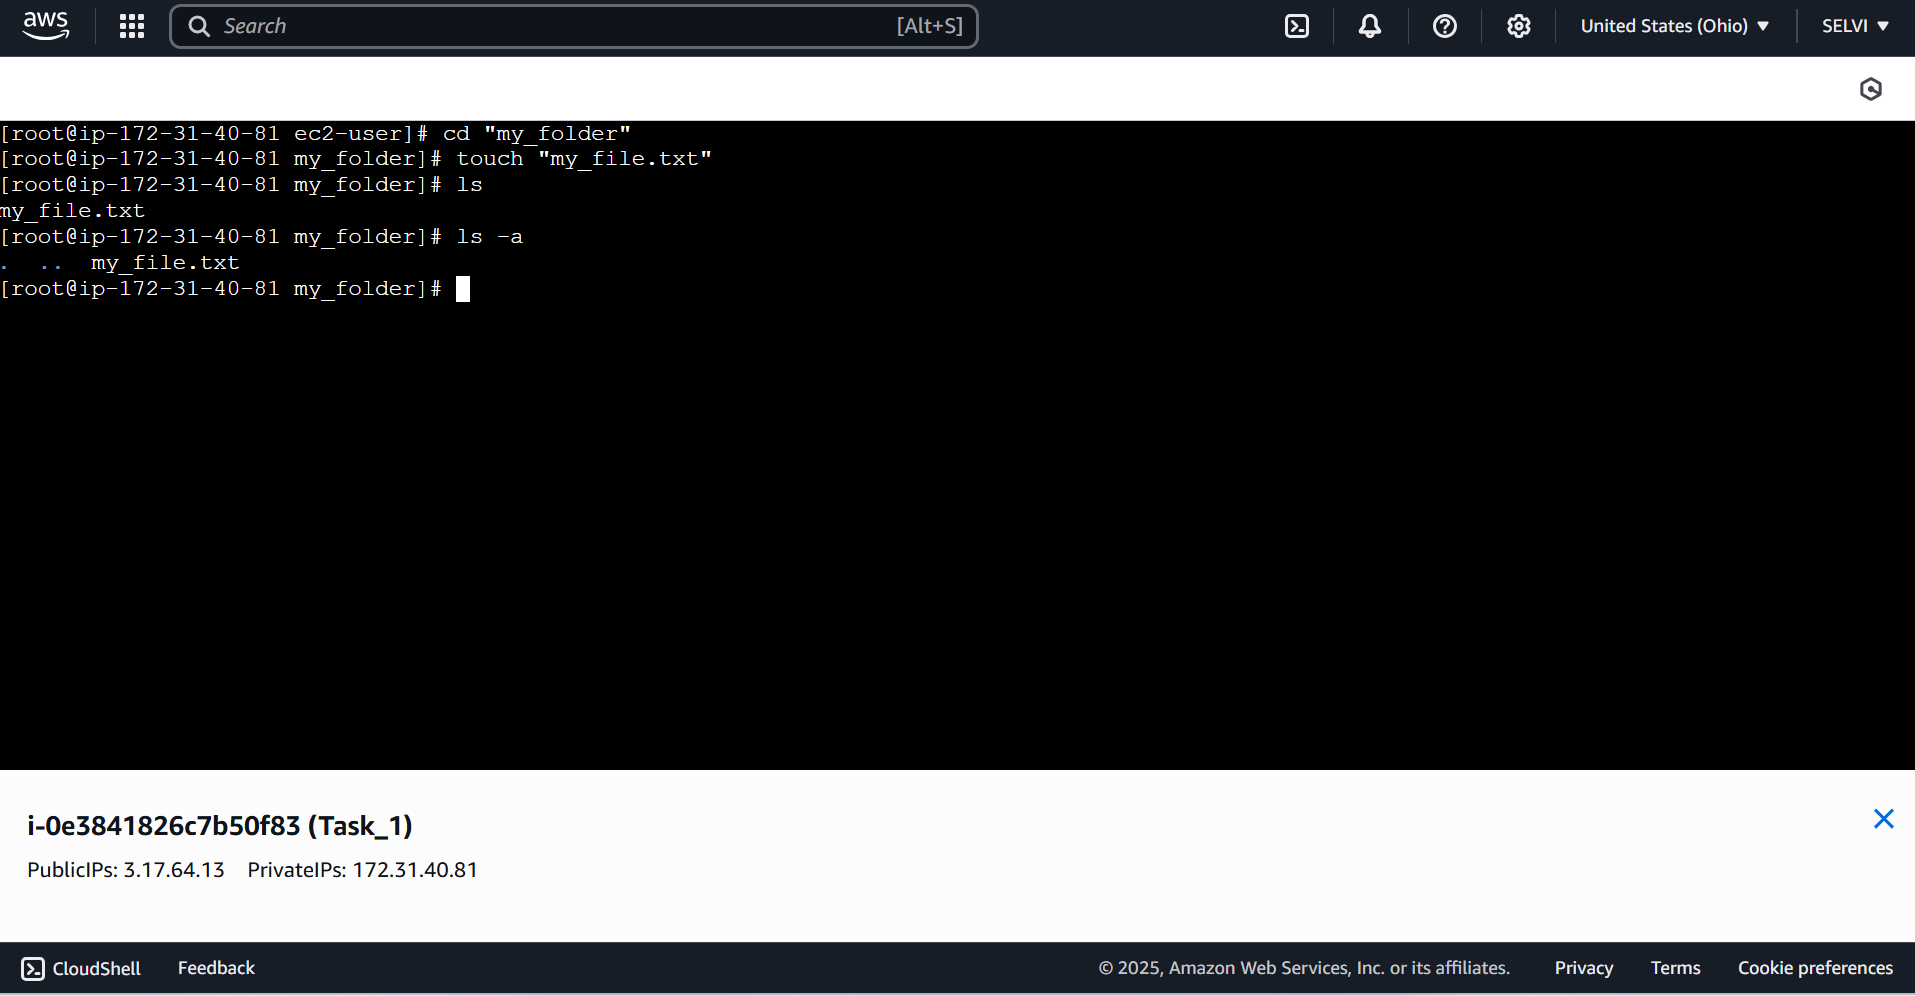 aws Search [Alt+S] United States (Ohio) SELVI
[root@ip-172-31-40-81 ec2-user]# cd "my_folder"
[root@ip-172-31-40-81 my_folder]# touch "my_file.txt"
[root@ip-172-31-40-81 my_folder]# ls
my_file.txt
[root@ip-172-31-40-81 my_folder]# ls -a
. .. my_file.txt
[root@ip-172-31-40-81 my_folder]#
i-0e3841826c7b50f83 (Task_1)
PublicIPs: 3.17.64.13 PrivateIPs: 172.31.40.81
CloudShell Feedback © 2025, Amazon Web Services, Inc. or its affiliates. Privacy Terms Cookie preferences